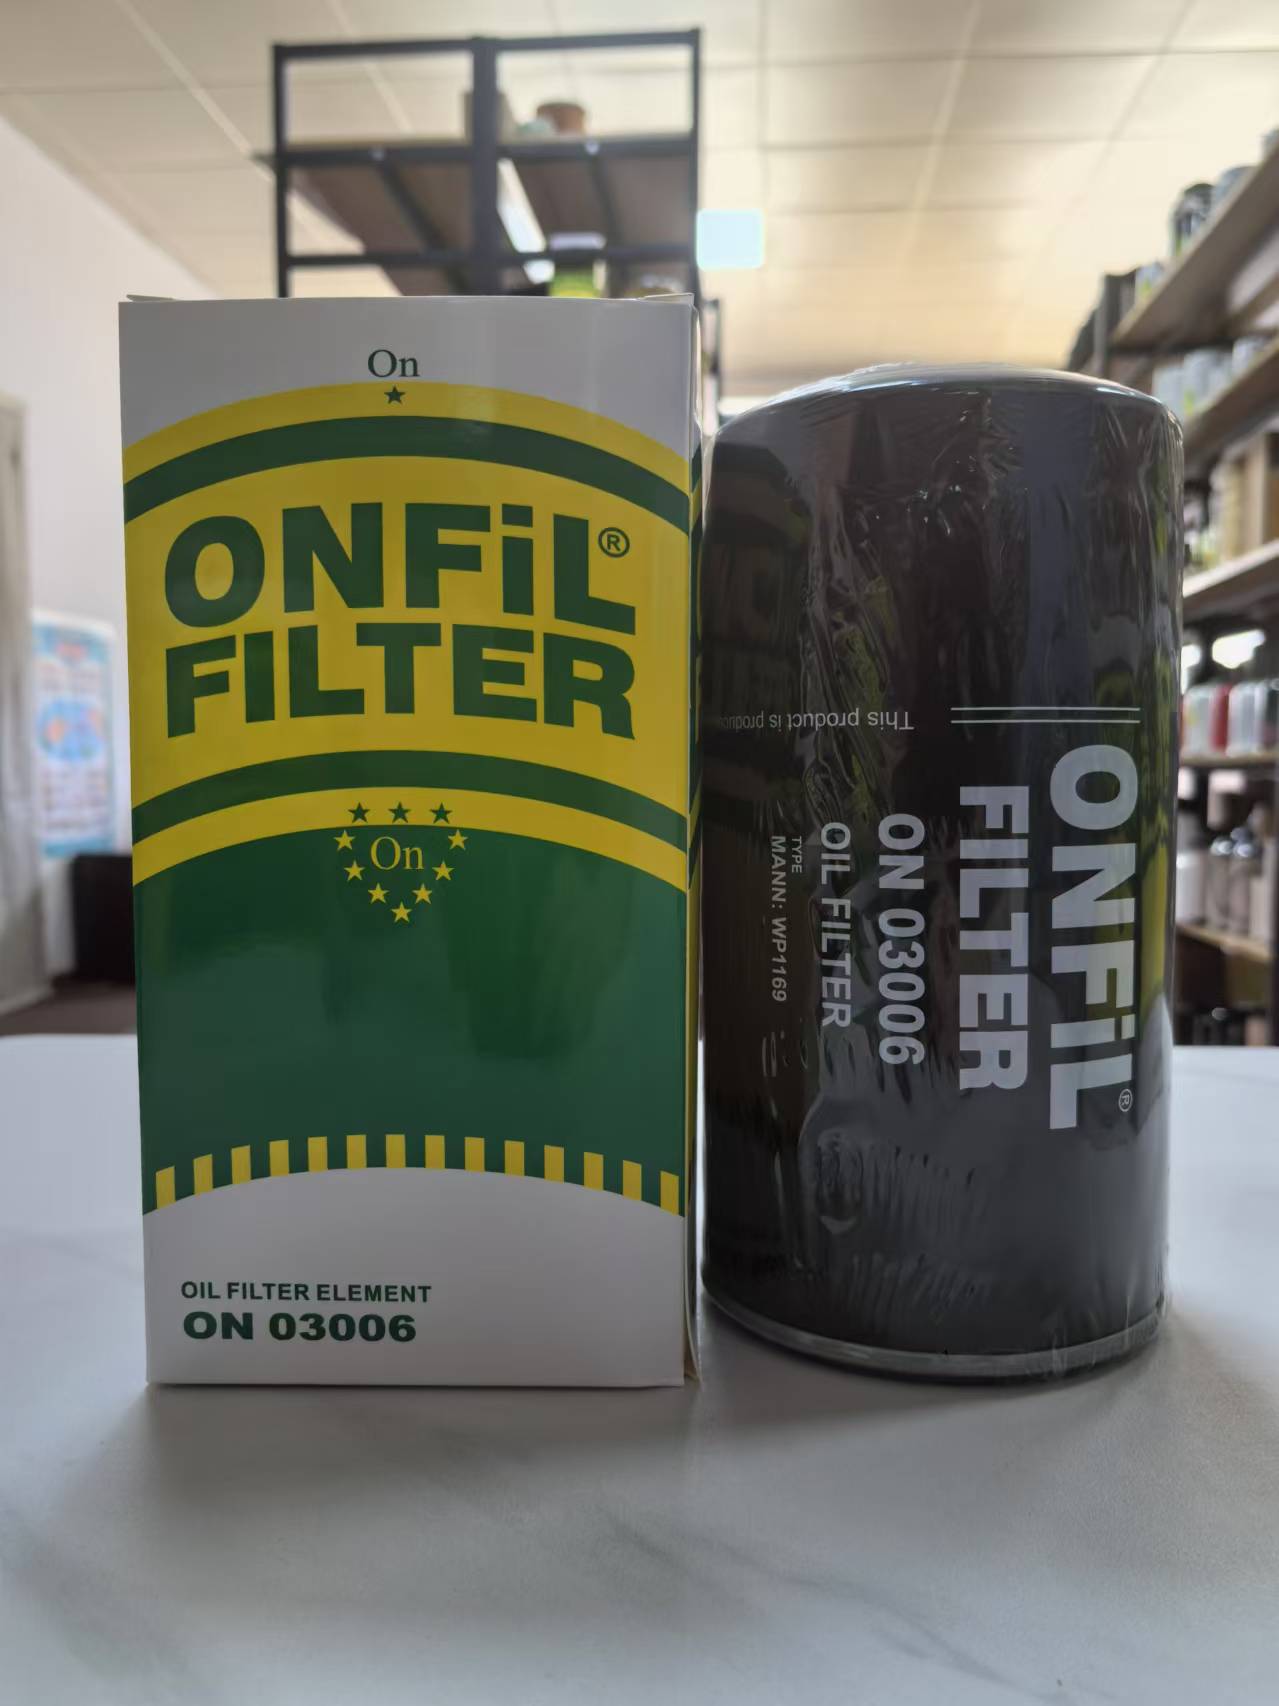 On
ONFiL®
FILTER
On
OIL FILTER ELEMENT
ON 03006
ONFiL®
FILTER
ON 03006
OIL FILTER
TYPE
MANN: WP1169
This product is